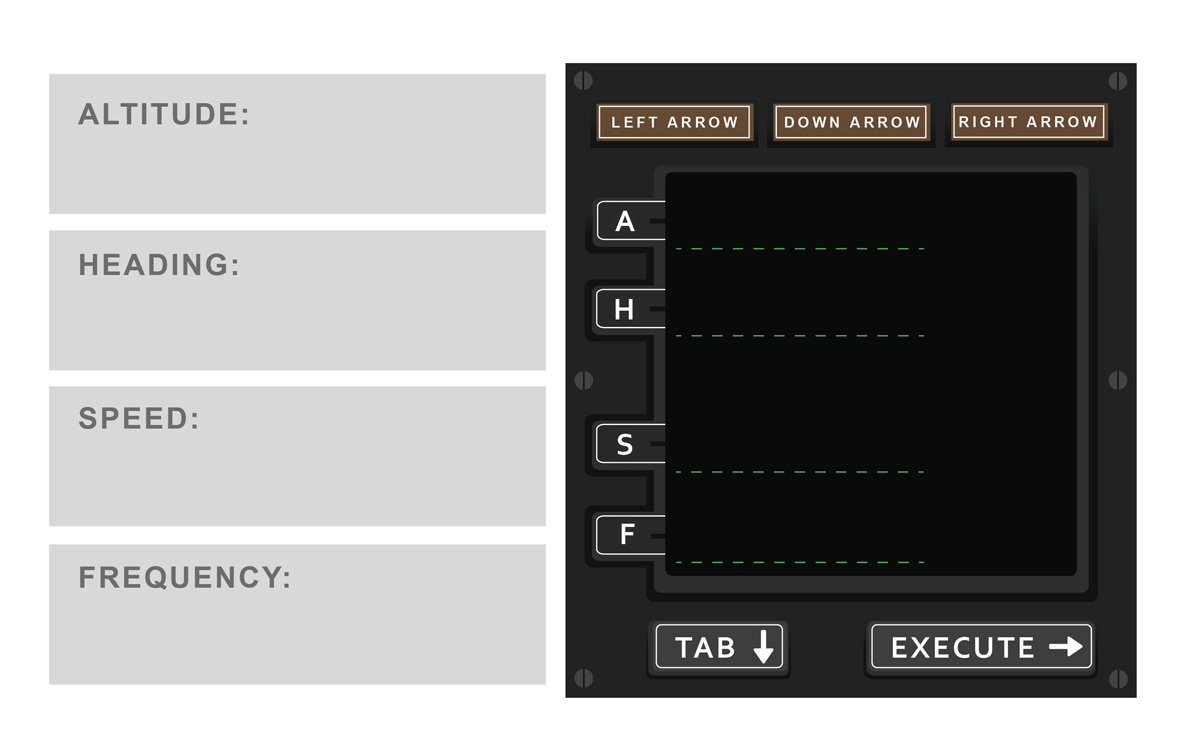 ALTITUDE:
HEADING:
SPEED:
FREQUENCY:
LEFT ARROW
DOWN ARROW
RIGHT ARROW
A
H
S
F
TAB
EXECUTE